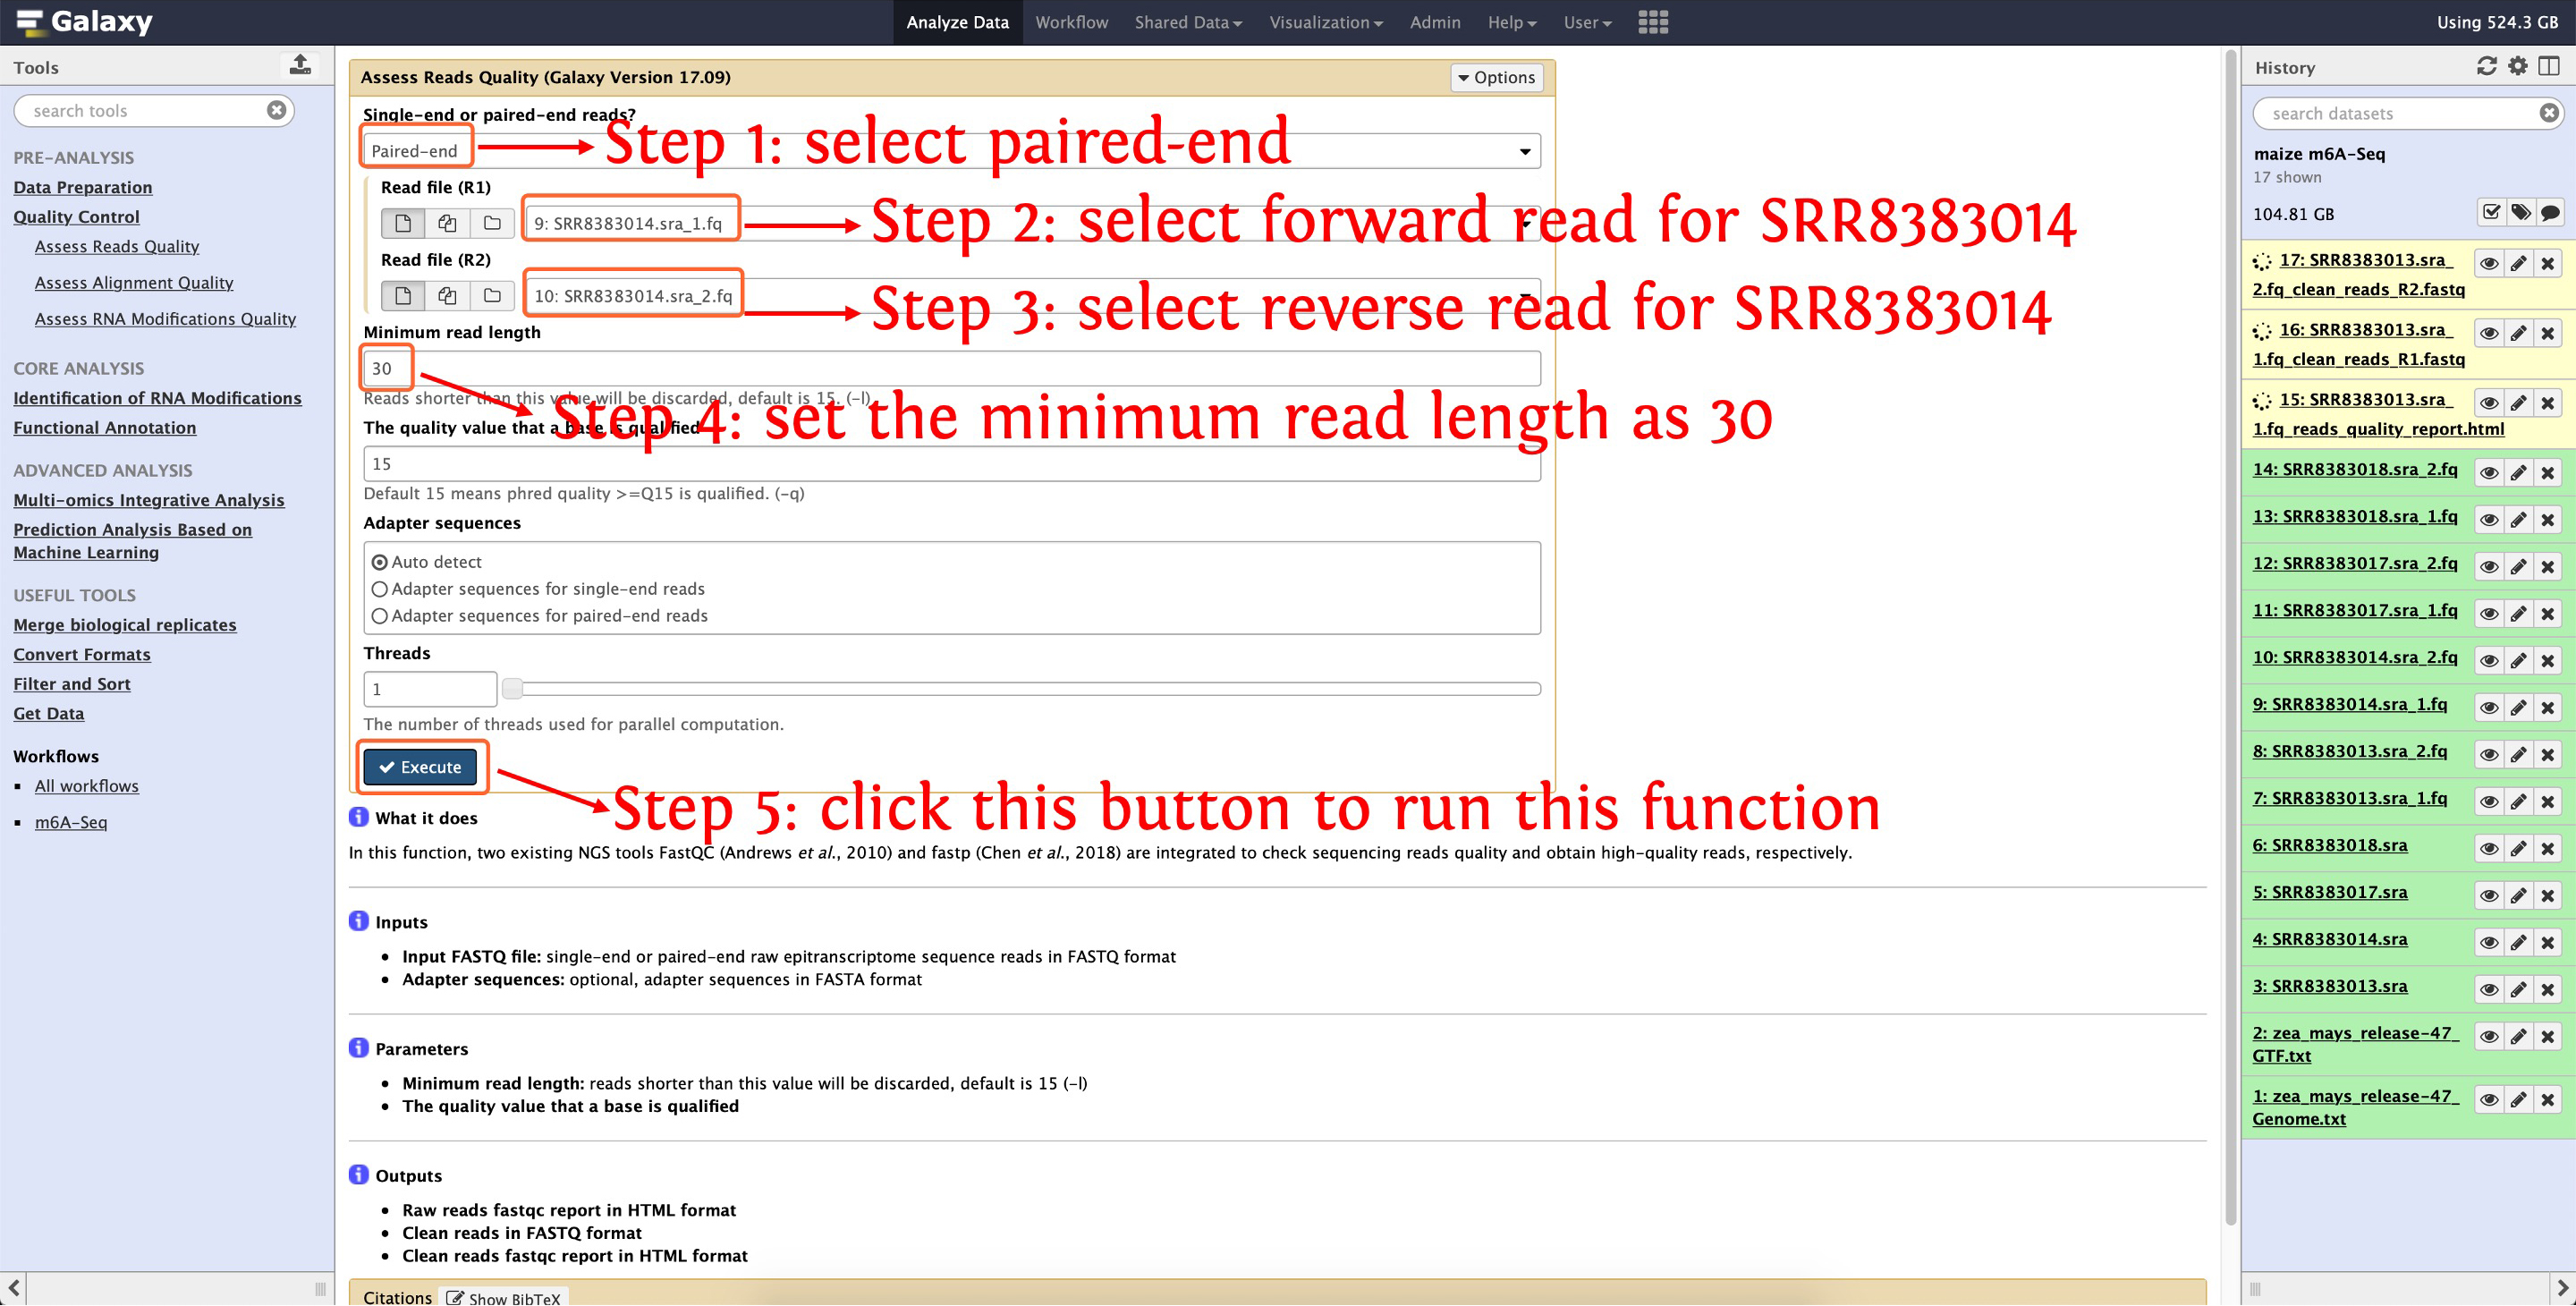 Galaxy
Analyze Data Workflow Shared Data Visualization Admin Help User
Using 524.3 GB
Tools
search tools
PRE-ANALYSIS
Data Preparation
Quality Control
Assess Reads Quality
Assess Alignment Quality
Assess RNA Modifications Quality
CORE ANALYSIS
Identification of RNA Modifications
Functional Annotation
ADVANCED ANALYSIS
Multi-omics Integrative Analysis
Prediction Analysis Based on
Machine Learning
USEFUL TOOLS
Merge biological replicates
Convert Formats
Filter and Sort
Get Data
Workflows
All workflows
m6A-Seq
Assess Reads Quality (Galaxy Version 17.09)
Options
Single-end or paired-end reads?
Paired-end
Step 1: select paired-end
Read file (R1)
9: SRR8383014.sra_1.fq
Step 2: select forward read for SRR8383014
Read file (R2)
10: SRR8383014.sra_2.fq
Step 3: select reverse read for SRR8383014
Minimum read length
30
Reads shorter than this value will be discarded, default is 15. (-l)
Step 4: set the minimum read length as 30
The quality value that a base is qualified
15
Default 15 means phred quality >=Q15 is qualified. (-q)
Adapter sequences
Auto detect
Adapter sequences for single-end reads
Adapter sequences for paired-end reads
Threads
1
The number of threads used for parallel computation.
Execute
Step 5: click this button to run this function
What it does
In this function, two existing NGS tools FastQC (Andrews et al., 2010) and fastp (Chen et al., 2018) are integrated to check sequencing reads quality and obtain high-quality reads, respectively.
Inputs
Input FASTQ file: single-end or paired-end raw epitranscriptome sequence reads in FASTQ format
Adapter sequences: optional, adapter sequences in FASTA format
Parameters
Minimum read length: reads shorter than this value will be discarded, default is 15 (-l)
The quality value that a base is qualified
Outputs
Raw reads fastqc report in HTML format
Clean reads in FASTQ format
Clean reads fastqc report in HTML format
Citations Show BibTeX
History
search datasets
maize m6A-Seq
17 shown
104.81 GB
17: SRR8383013.sra_
2.fq_clean_reads_R2.fastq
16: SRR8383013.sra_
1.fq_clean_reads_R1.fastq
15: SRR8383013.sra_
1.fq_reads_quality_report.html
14: SRR8383018.sra_2.fq
13: SRR8383018.sra_1.fq
12: SRR8383017.sra_2.fq
11: SRR8383017.sra_1.fq
10: SRR8383014.sra_2.fq
9: SRR8383014.sra_1.fq
8: SRR8383013.sra_2.fq
7: SRR8383013.sra_1.fq
6: SRR8383018.sra
5: SRR8383017.sra
4: SRR8383014.sra
3: SRR8383013.sra
2: zea_mays_release-47_
GTF.txt
1: zea_mays_release-47_
Genome.txt